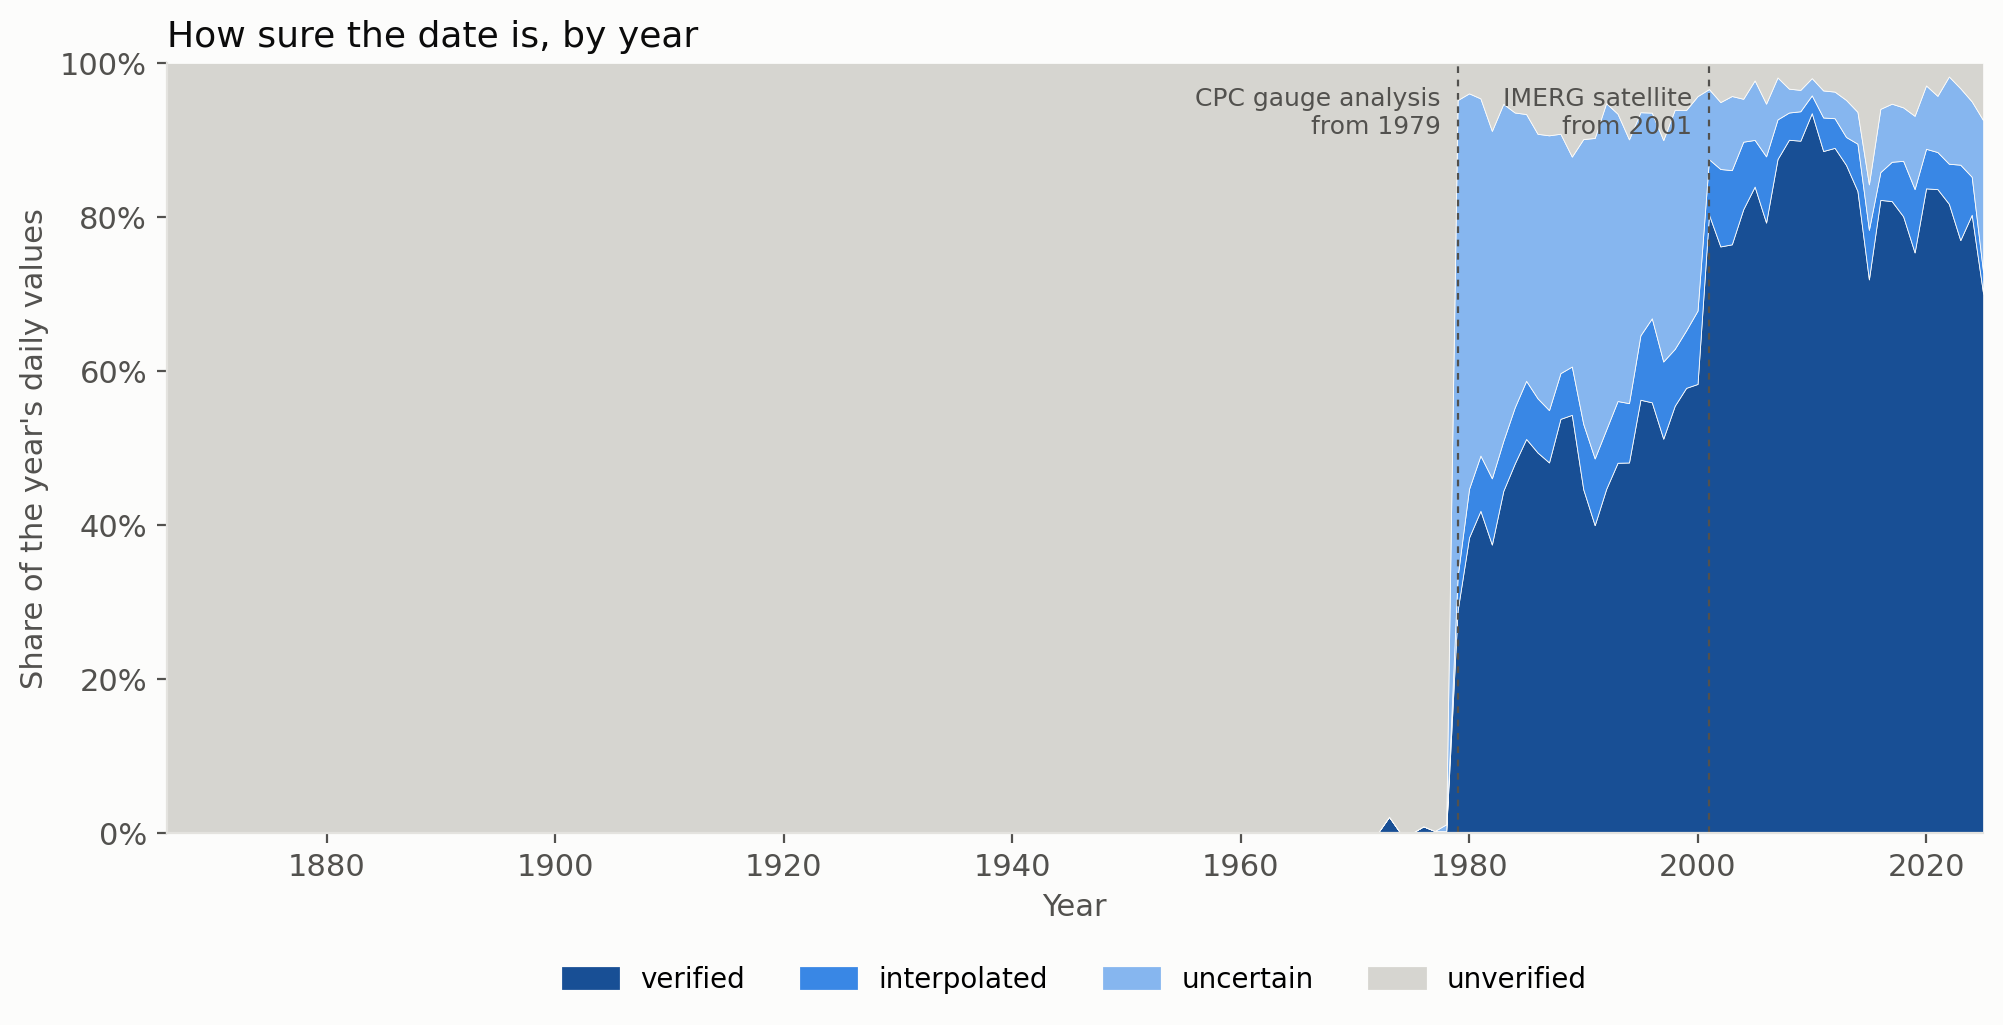 How sure the date is, by year
100%
80%
60%
40%
20%
0%
Share of the year's daily values
CPC gauge analysis
from 1979
IMERG satellite
from 2001
1880
1900
1920
1940
1960
1980
2000
2020
Year
verified
interpolated
uncertain
unverified